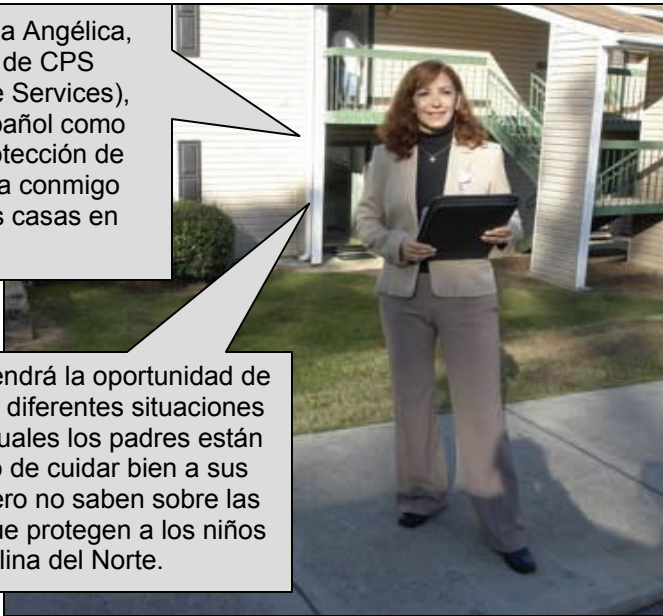 a Angélica,
de CPS
Services),
pañol como
otección de
a conmigo
s casas en
endrá la oportunidad de
diferentes situaciones
uales los padres están
o de cuidar bien a sus
ero no saben sobre las
ue protegen a los niños
lina del Norte.